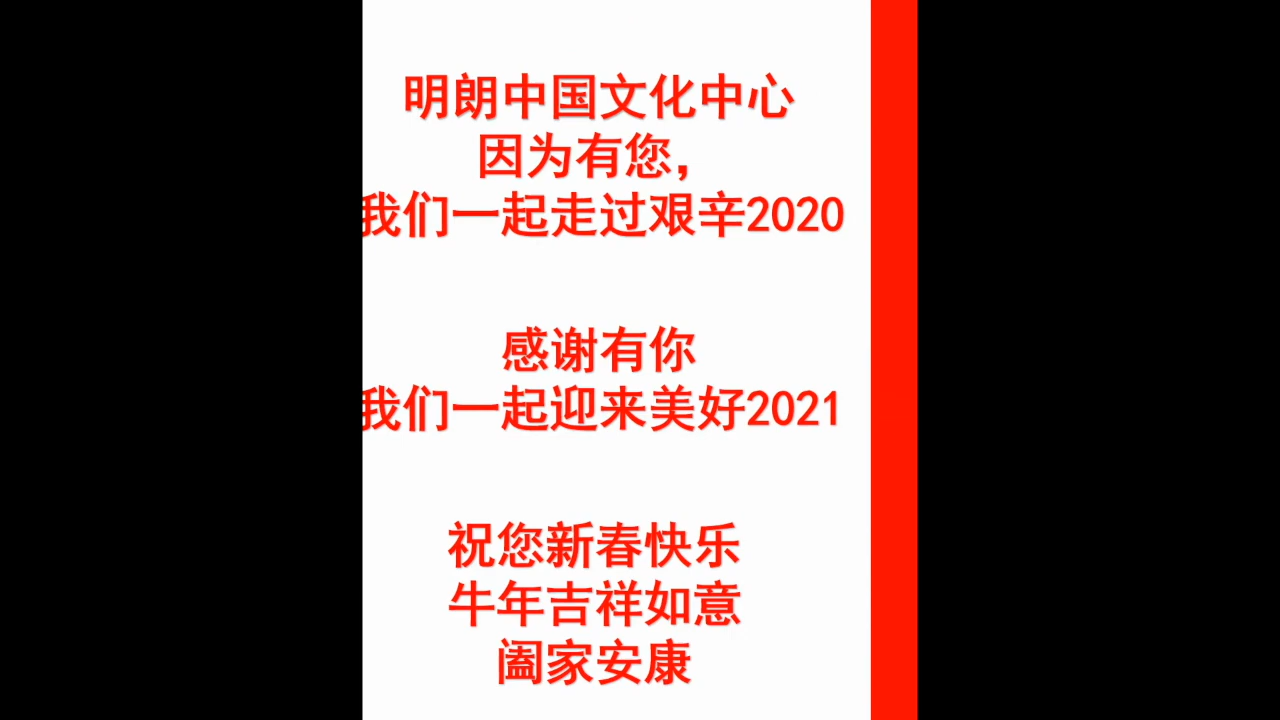 明朗中国文化中心
因为有您，
我们一起走过艰辛2020
感谢有你
我们一起迎来美好2021
祝您新春快乐
牛年吉祥如意
阖家安康